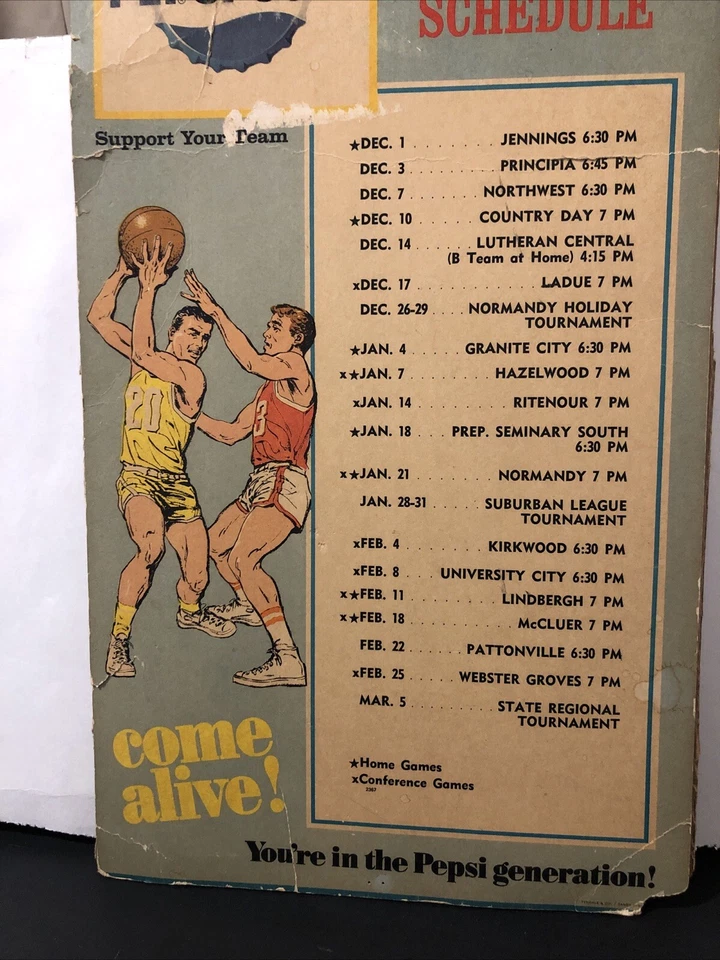 SCHEDULE
Support Your Team
20
3
★DEC. 1 . . . . . . . . JENNINGS 6:30 PM
DEC. 3 . . . . . . . . PRINCIPIA 6:45 PM
DEC. 7 . . . . . . NORTHWEST 6:30 PM
★DEC. 10 . . . . . . COUNTRY DAY 7 PM
DEC. 14 . . . . . . LUTHERAN CENTRAL
(B Team at Home) 4:15 PM
xDEC. 17 . . . . . . . . . . . . LADUE 7 PM
DEC. 26-29 . . . NORMANDY HOLIDAY
TOURNAMENT
★JAN. 4 . . . . . GRANITE CITY 6:30 PM
x★JAN. 7 . . . . . . . . HAZELWOOD 7 PM
xJAN. 14 . . . . . . . . . RITENOUR 7 PM
★JAN. 18 . . . PREP. SEMINARY SOUTH
6:30 PM
x★JAN. 21 . . . . . . . . NORMANDY 7 PM
JAN. 28-31 . . . . . SUBURBAN LEAGUE
TOURNAMENT
xFEB. 4 . . . . . . . . KIRKWOOD 6:30 PM
xFEB. 8 . . . UNIVERSITY CITY 6:30 PM
x★FEB. 11 . . . . . . . . LINDBERGH 7 PM
x★FEB. 18 . . . . . . . . . . McCLUER 7 PM
FEB. 22 . . . . . . PATTONVILLE 6:30 PM
xFEB. 25 . . . . . WEBSTER GROVES 7 PM
MAR. 5 . . . . . . . . . STATE REGIONAL
TOURNAMENT
★Home Games
xConference Games
2387
come
alive!
You're in the Pepsi generation!